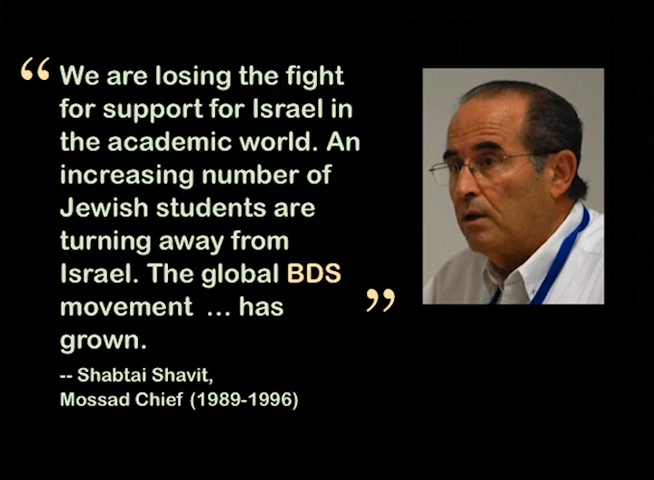 “ We are losing the fight
for support for Israel in
the academic world. An
increasing number of
Jewish students are
turning away from
Israel. The global BDS
movement ... has ”
grown.
-- Shabtai Shavit,
Mossad Chief (1989-1996)